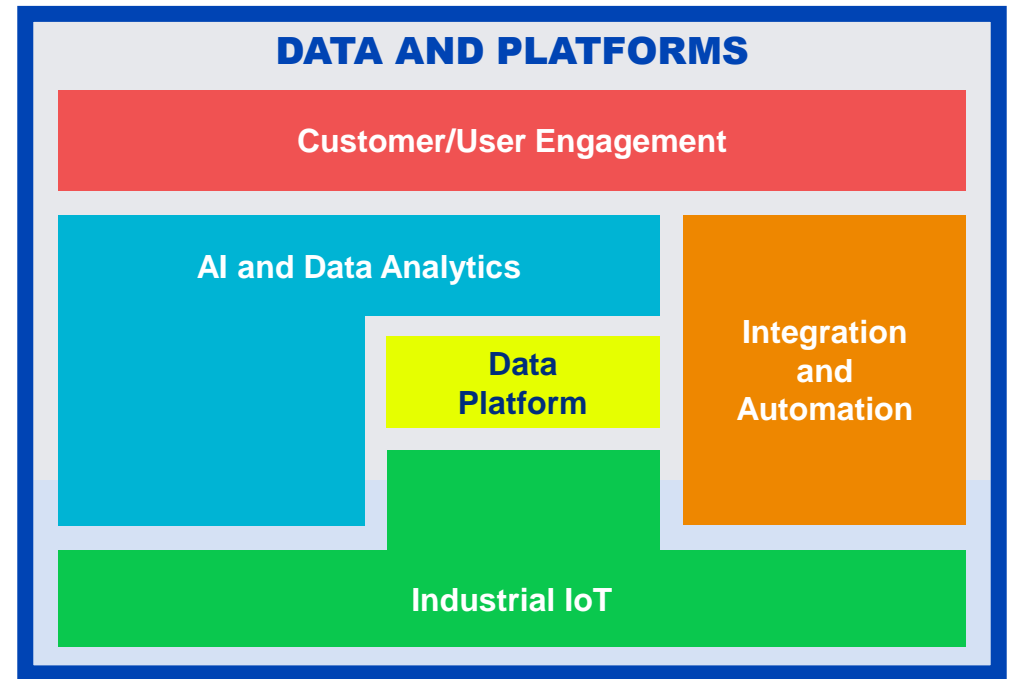 DATA AND PLATFORMS
Customer/User Engagement
AI and Data Analytics
Data
Platform
Integration
and
Automation
Industrial IoT